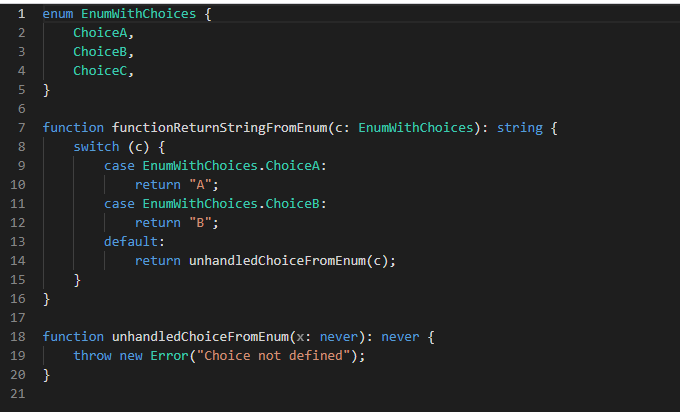 1 enum EnumWithChoices {
2     ChoiceA,
3     ChoiceB,
4     ChoiceC,
5 }
6
7 function functionReturnStringFromEnum(c: EnumWithChoices): string {
8     switch (c) {
9         case EnumWithChoices.ChoiceA:
10             return "A";
11         case EnumWithChoices.ChoiceB:
12             return "B";
13         default:
14             return unhandledChoiceFromEnum(c);
15     }
16 }
17
18 function unhandledChoiceFromEnum(x: never): never {
19     throw new Error("Choice not defined");
20 }
21